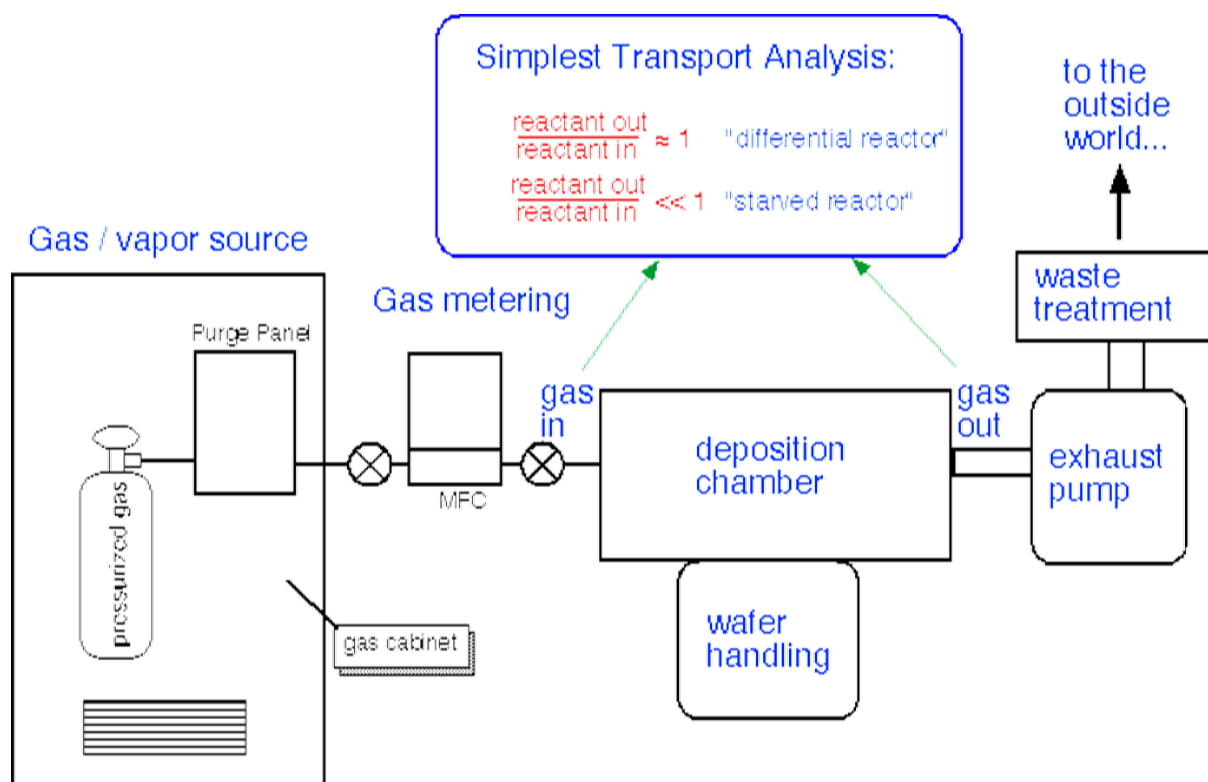 Simplest Transport Analysis:
reactant out
reactant in
≈ 1 "differential reactor"
reactant out
reactant in
<< 1 "starved reactor"
to the
outside
world...
Gas / vapor source
Gas metering
waste
treatment
Purge Panel
gas
in
gas
out
deposition
chamber
exhaust
pump
MFC
pressurized gas
wafer
handling
gas cabinet